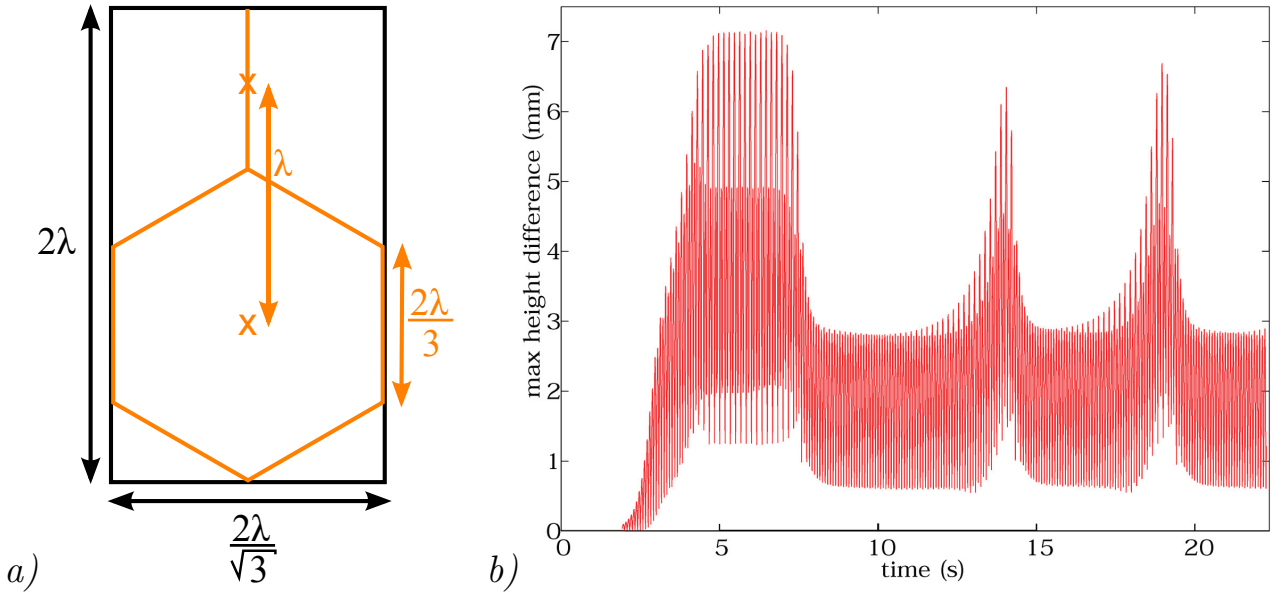 x
λ
2λ
x
2λ
3
2λ
√3
a)
max height difference (mm)
7
6
5
4
3
2
1
0
0
5
10
15
20
time (s)
b)